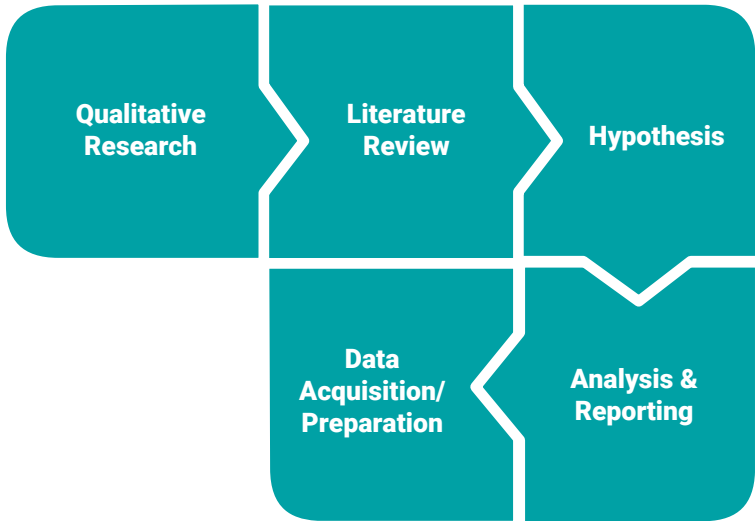 Qualitative
Research
Literature
Review
Hypothesis
Data
Acquisition/
Preparation
Analysis &
Reporting